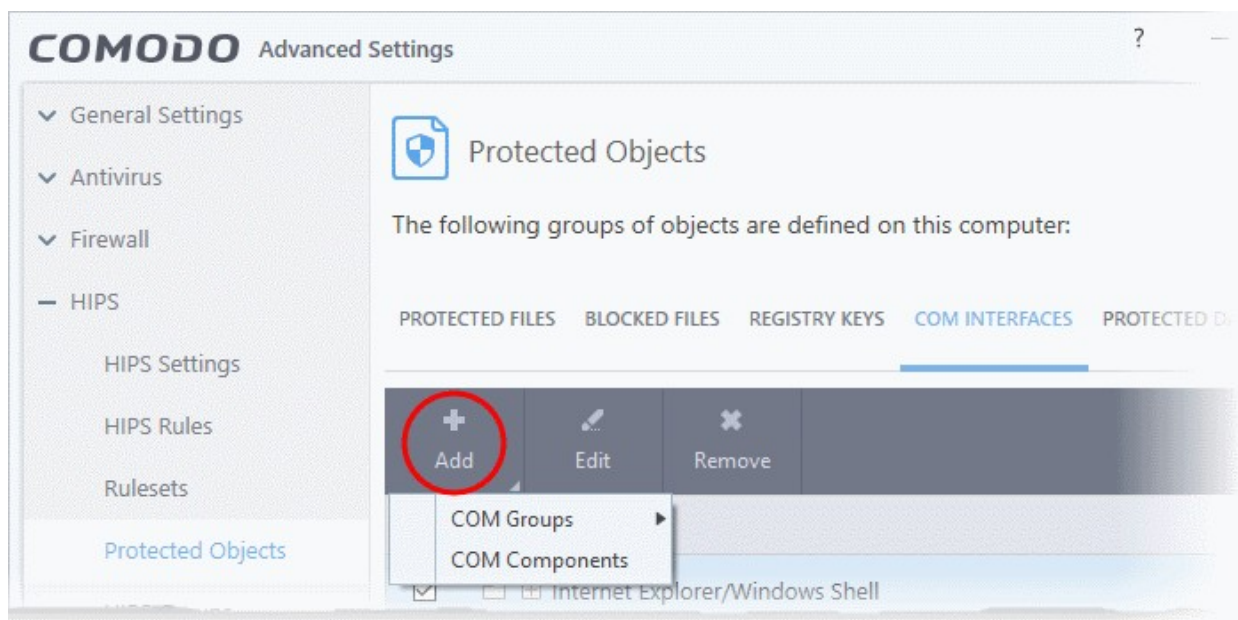 COMODO Advanced Settings ?
General Settings
Antivirus
Firewall
HIPS
HIPS Settings
HIPS Rules
Rulesets
Protected Objects
Protected Objects
The following groups of objects are defined on this computer:
PROTECTED FILES BLOCKED FILES REGISTRY KEYS COM INTERFACES PROTECTED
Add Edit Remove
COM Groups
COM Components
Internet Explorer/Windows Shell